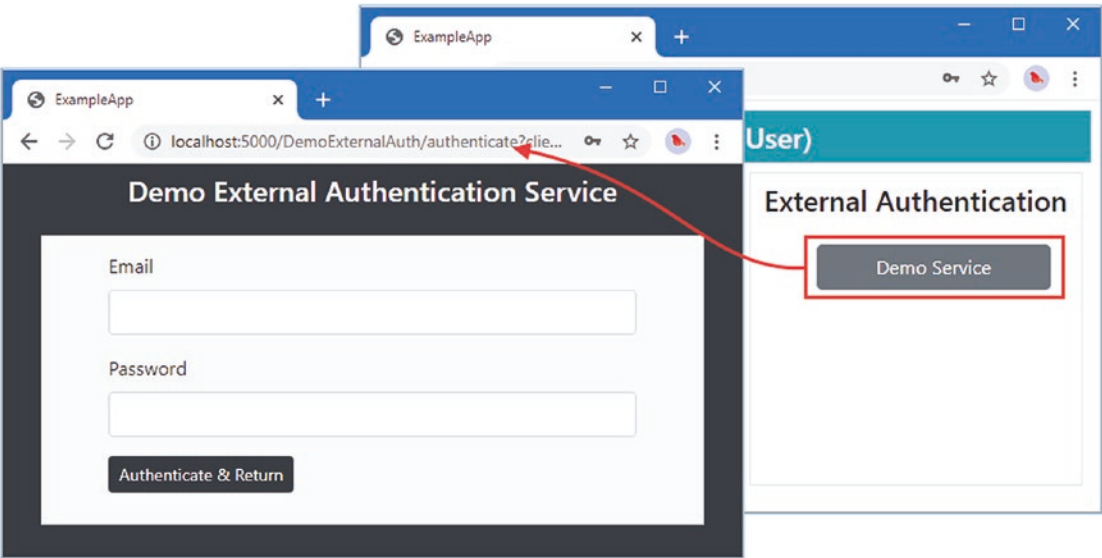 ExampleApp
ExampleApp
localhost:5000/DemoExternalAuth/authenticate?clie...
User)
Demo External Authentication Service
External Authentication
Demo Service
Email
Password
Authenticate & Return